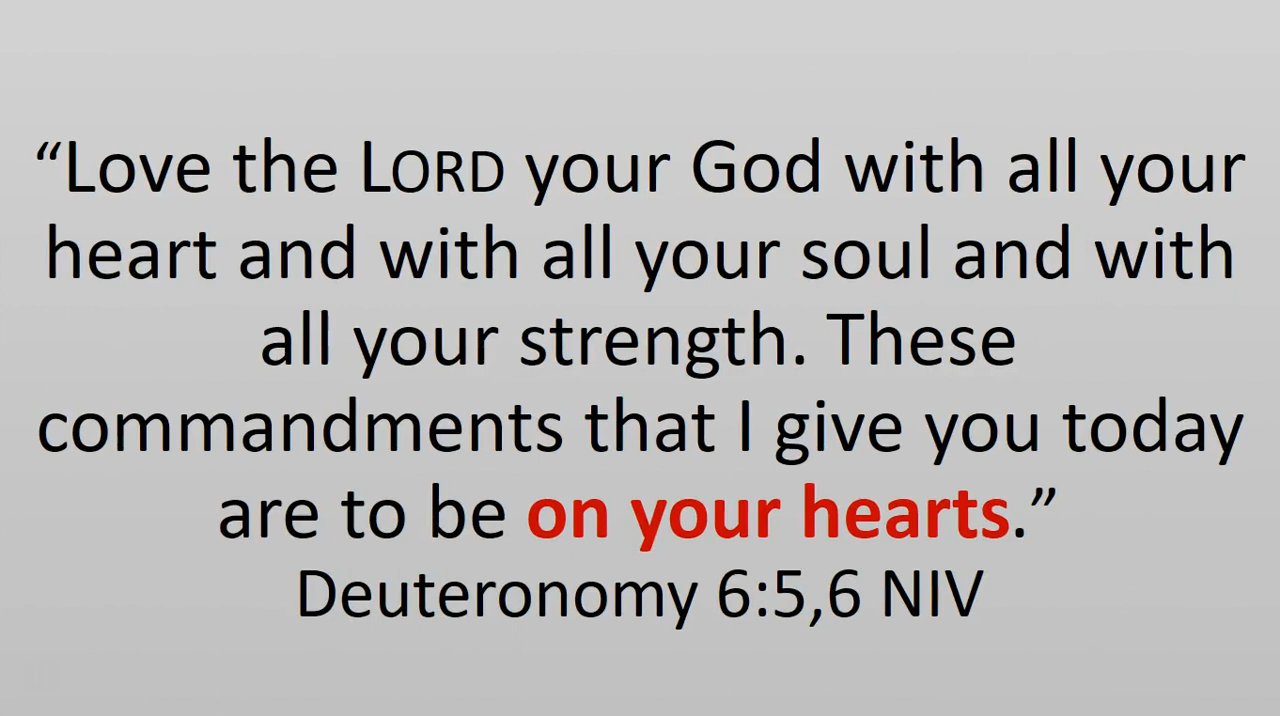 “Love the LORD your God with all your
heart and with all your soul and with
all your strength. These
commandments that I give you today
are to be on your hearts.”
Deuteronomy 6:5,6 NIV